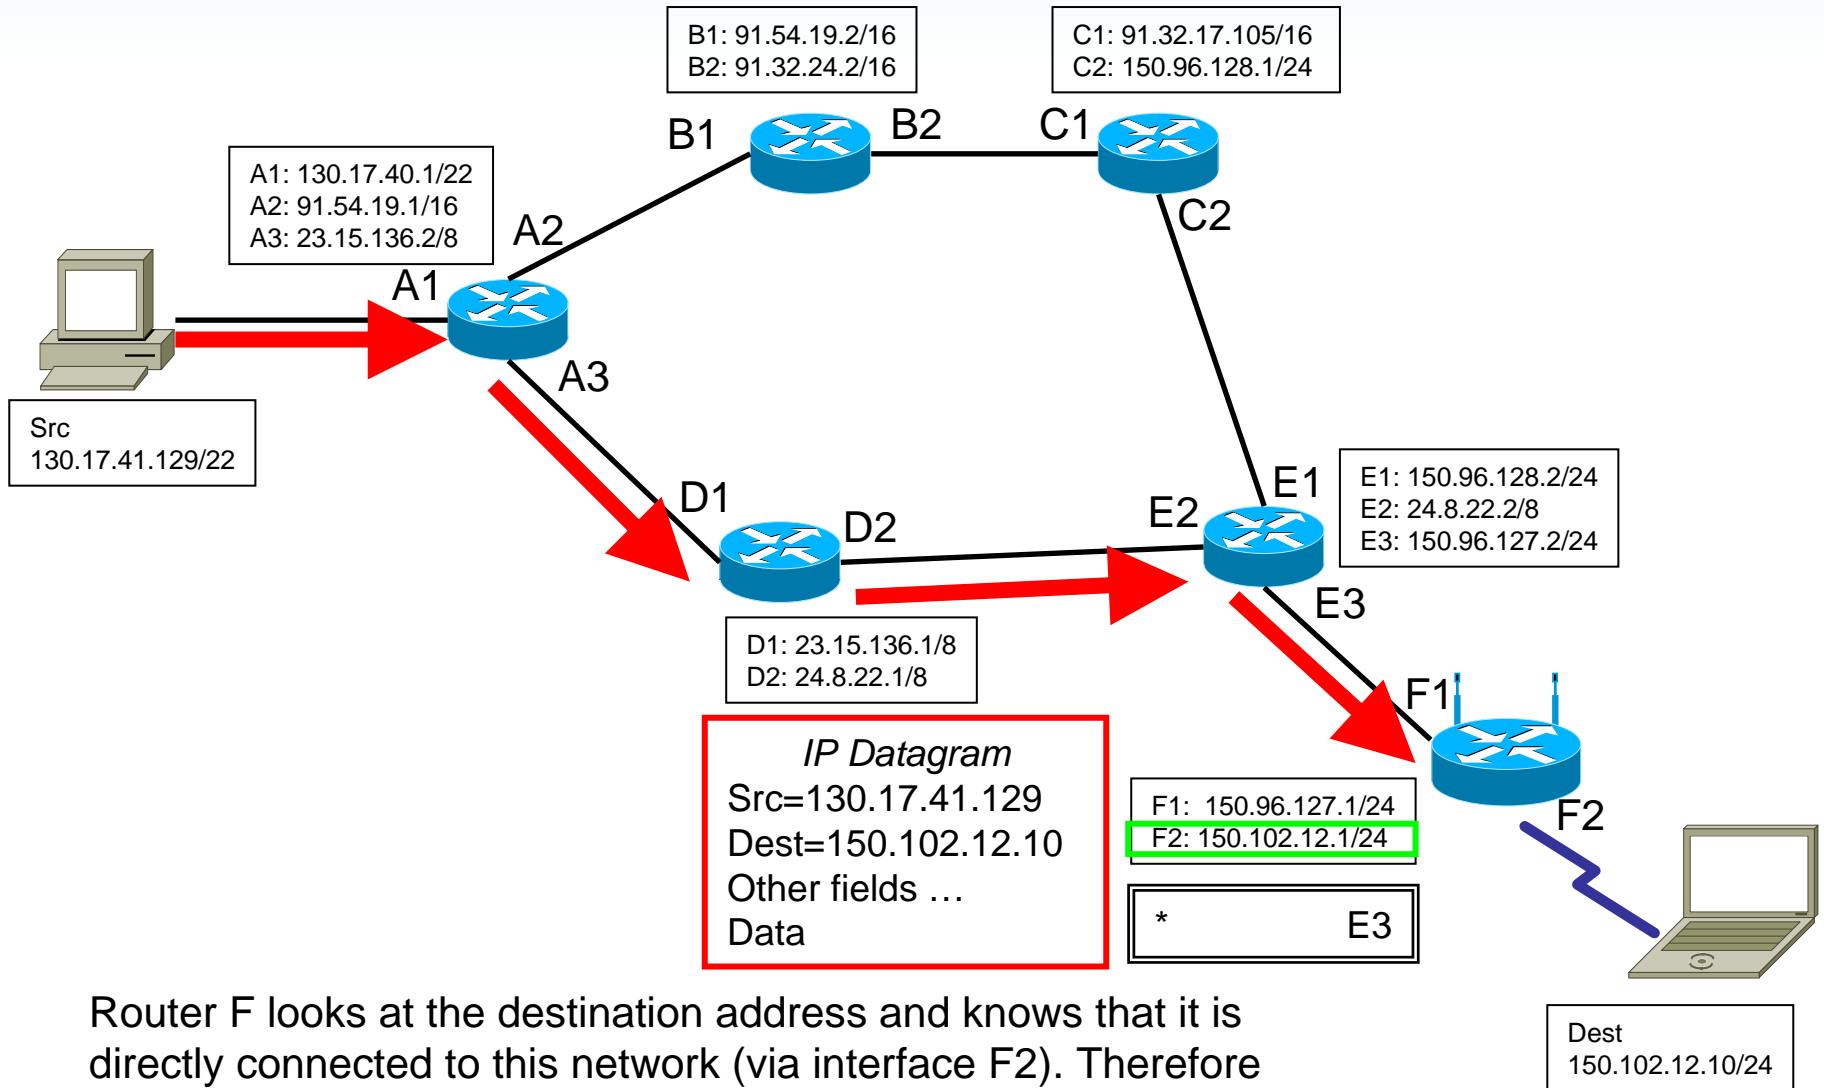 B1: 91.54.19.2/16
B2: 91.32.24.2/16
C1: 91.32.17.105/16
C2: 150.96.128.1/24
B1
B2
C1
A1: 130.17.40.1/22
A2: 91.54.19.1/16
A3: 23.15.136.2/8
A2
C2
A1
A3
Src
130.17.41.129/22
D1
D2
E2
E1
E1: 150.96.128.2/24
E2: 24.8.22.2/8
E3: 150.96.127.2/24
E3
D1: 23.15.136.1/8
D2: 24.8.22.1/8
F1
IP Datagram
Src=130.17.41.129
Dest=150.102.12.10
Other fields …
Data
F1: 150.96.127.1/24
F2: 150.102.12.1/24
F2
* E3
Router F looks at the destination address and knows that it is
directly connected to this network (via interface F2). Therefore
Dest
150.102.12.10/24